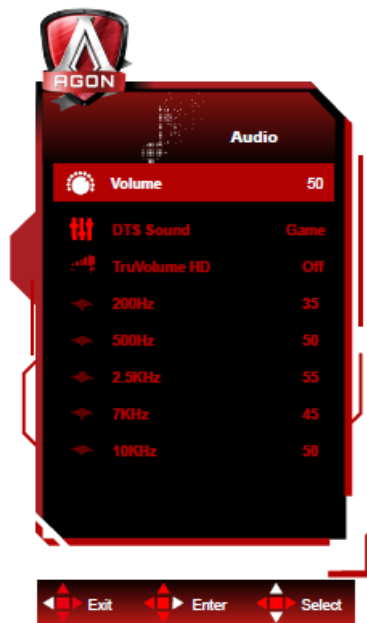 AGON
Audio
Volume 50
DTS Sound Game
TruVolume HD Off
200Hz 35
500Hz 50
2.5KHz 55
7KHz 45
10KHz 50
Exit Enter Select